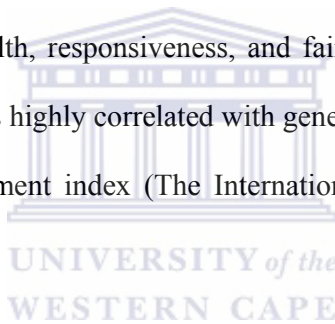 lth, responsiveness, and fai
highly correlated with gene
ment index (The Internation
UNIVERSITY of the
WESTERN CAPE